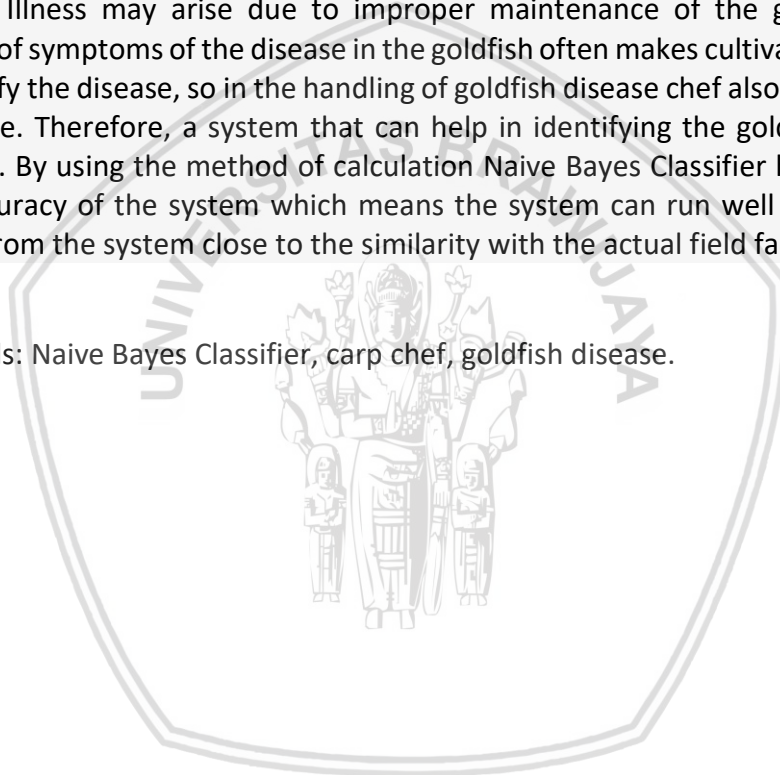 Illness may arise due to improper maintenance of the g
of symptoms of the disease in the goldfish often makes cultiva
fy the disease, so in the handling of goldfish disease chef also
e. Therefore, a system that can help in identifying the gol
. By using the method of calculation Naive Bayes Classifier
uracy of the system which means the system can run well
rom the system close to the similarity with the actual field fa
s: Naive Bayes Classifier, carp chef, goldfish disease.
UNIVERSITAS BRAWIJAYA